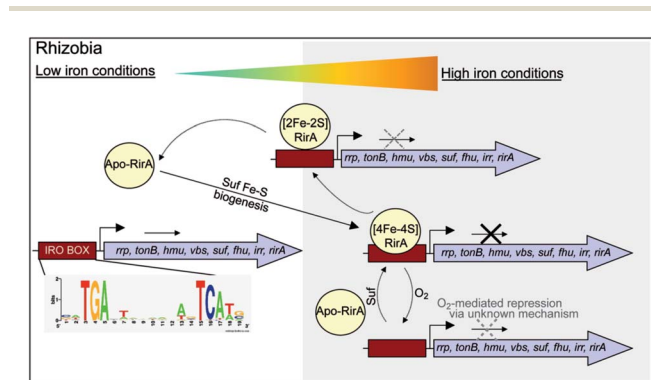 Rhizobia
Low iron conditions
High iron conditions
[2Fe-2S]
RirA
rrp, tonB, hmu, vbs, suf, fhu, irr, rirA
Apo-RirA
Suf Fe-S
biogenesis
[4Fe-4S]
RirA
IRO BOX
rrp, tonB, hmu, vbs, suf, fhu, irr, rirA
rrp, tonB, hmu, vbs, suf, fhu, irr, rirA
TGA TCAT
Apo-RirA
Suf
O2
O2-mediated repression
via unknown mechanism
rrp, tonB, hmu, vbs, suf, fhu, irr, rirA